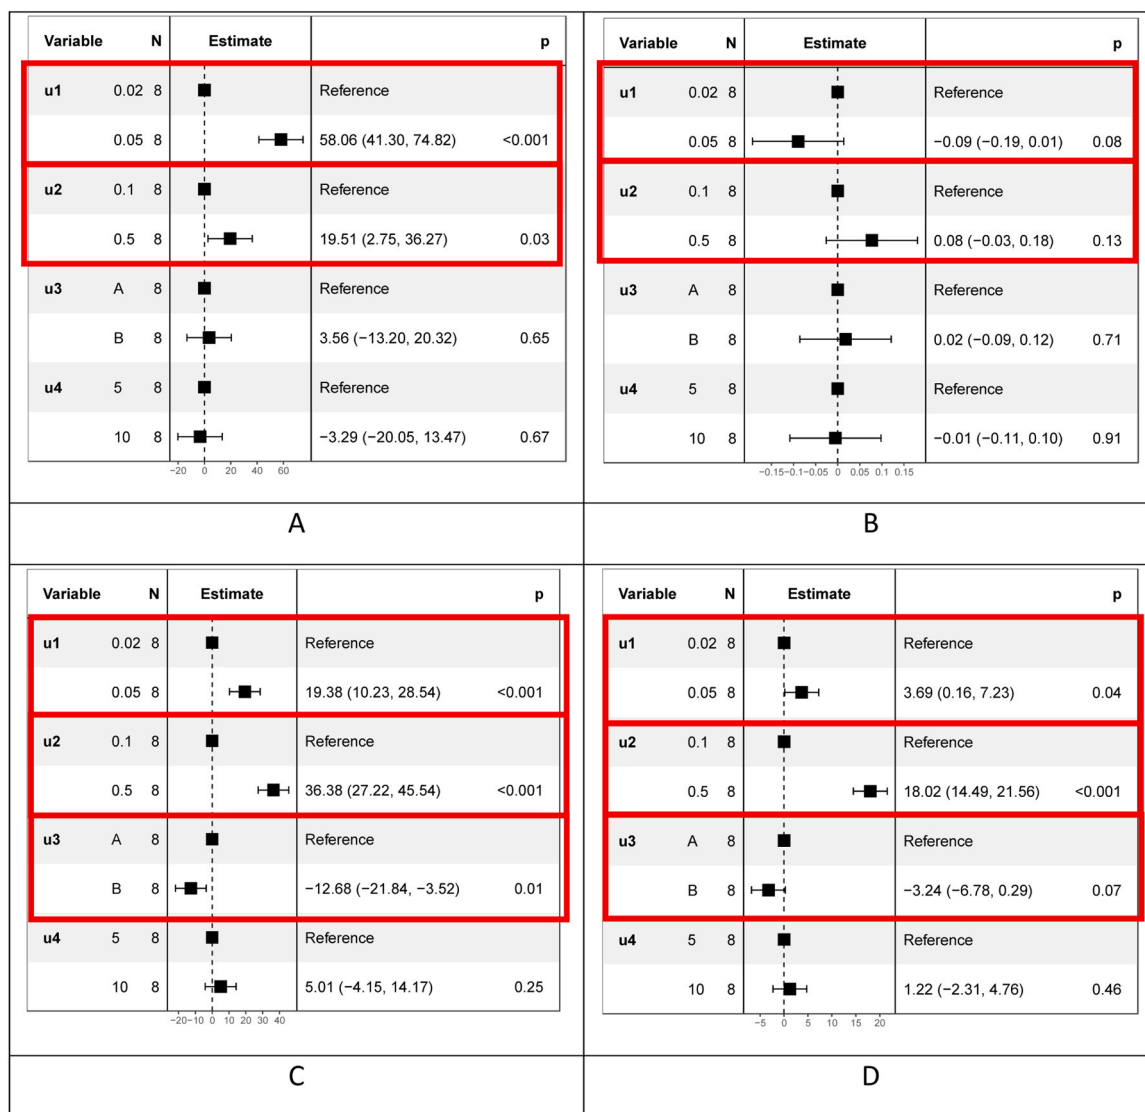 Variable N Estimate p
u1 0.02 8 Reference
0.05 8 58.06 (41.30, 74.82) <0.001
u2 0.1 8 Reference
0.5 8 19.51 (2.75, 36.27) 0.03
u3 A 8 Reference
B 8 3.56 (−13.20, 20.32) 0.65
u4 5 8 Reference
10 8 −3.29 (−20.05, 13.47) 0.67
−20 0 20 40 60
A
Variable N Estimate p
u1 0.02 8 Reference
0.05 8 −0.09 (−0.19, 0.01) 0.08
u2 0.1 8 Reference
0.5 8 0.08 (−0.03, 0.18) 0.13
u3 A 8 Reference
B 8 0.02 (−0.09, 0.12) 0.71
u4 5 8 Reference
10 8 −0.01 (−0.11, 0.10) 0.91
−0.15−0.1−0.05 0 0.05 0.1 0.15
B
Variable N Estimate p
u1 0.02 8 Reference
0.05 8 19.38 (10.23, 28.54) <0.001
u2 0.1 8 Reference
0.5 8 36.38 (27.22, 45.54) <0.001
u3 A 8 Reference
B 8 −12.68 (−21.84, −3.52) 0.01
u4 5 8 Reference
10 8 5.01 (−4.15, 14.17) 0.25
−20−10 0 10 20 30 40
C
Variable N Estimate p
u1 0.02 8 Reference
0.05 8 3.69 (0.16, 7.23) 0.04
u2 0.1 8 Reference
0.5 8 18.02 (14.49, 21.56) <0.001
u3 A 8 Reference
B 8 −3.24 (−6.78, 0.29) 0.07
u4 5 8 Reference
10 8 1.22 (−2.31, 4.76) 0.46
−5 0 5 10 15 20
D